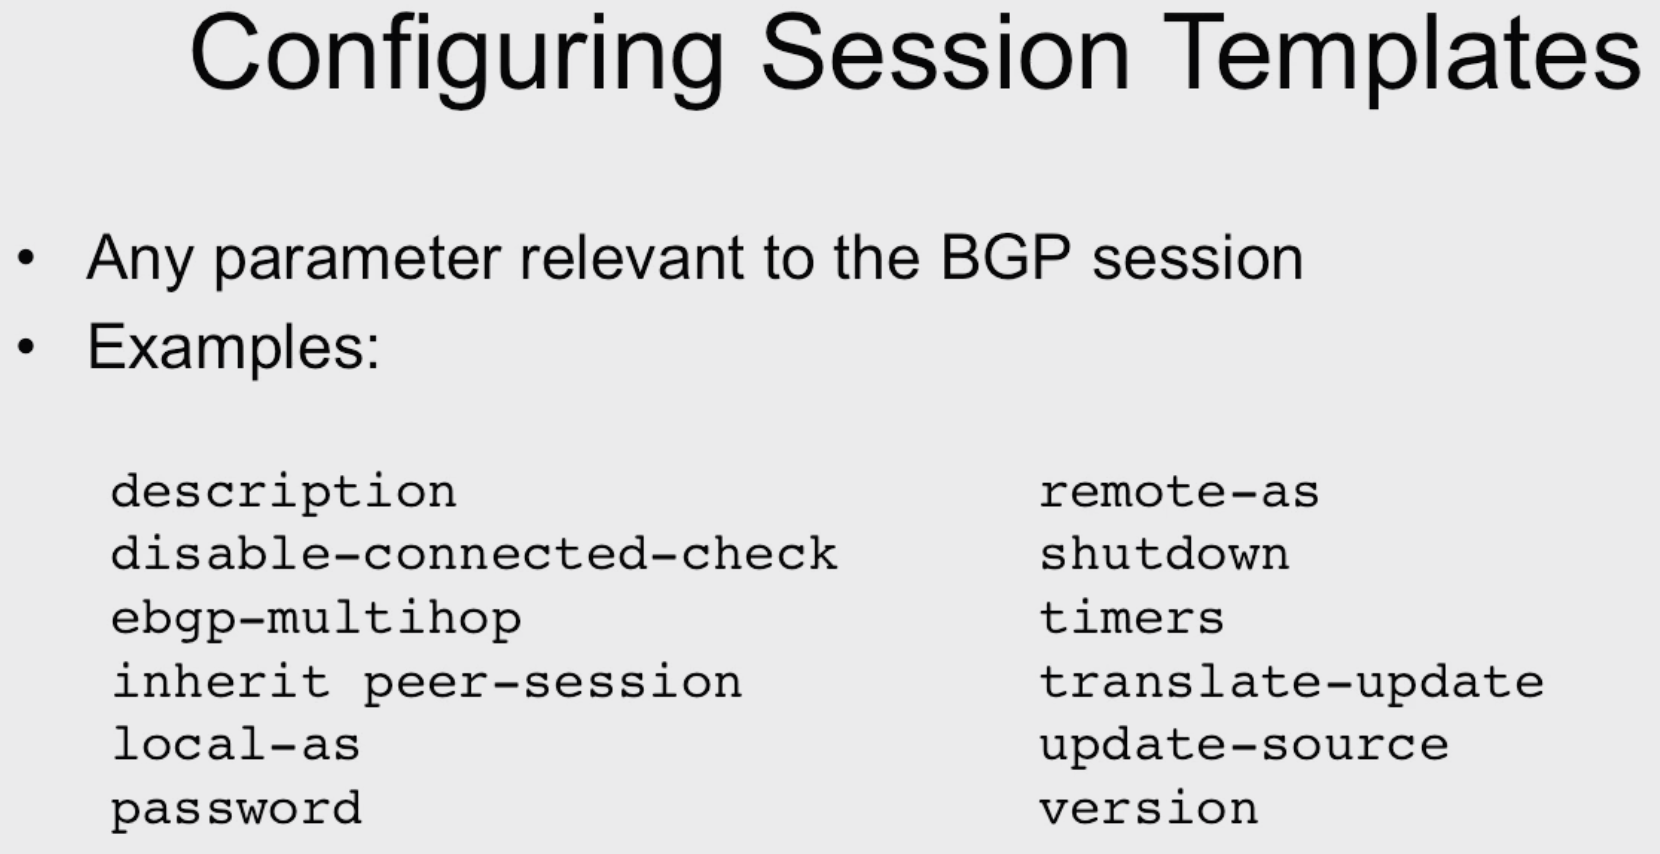 Configuring Session Templates
• Any parameter relevant to the BGP session
• Examples:
description
disable-connected-check
ebgp-multihop
inherit peer-session
local-as
password
remote-as
shutdown
timers
translate-update
update-source
version